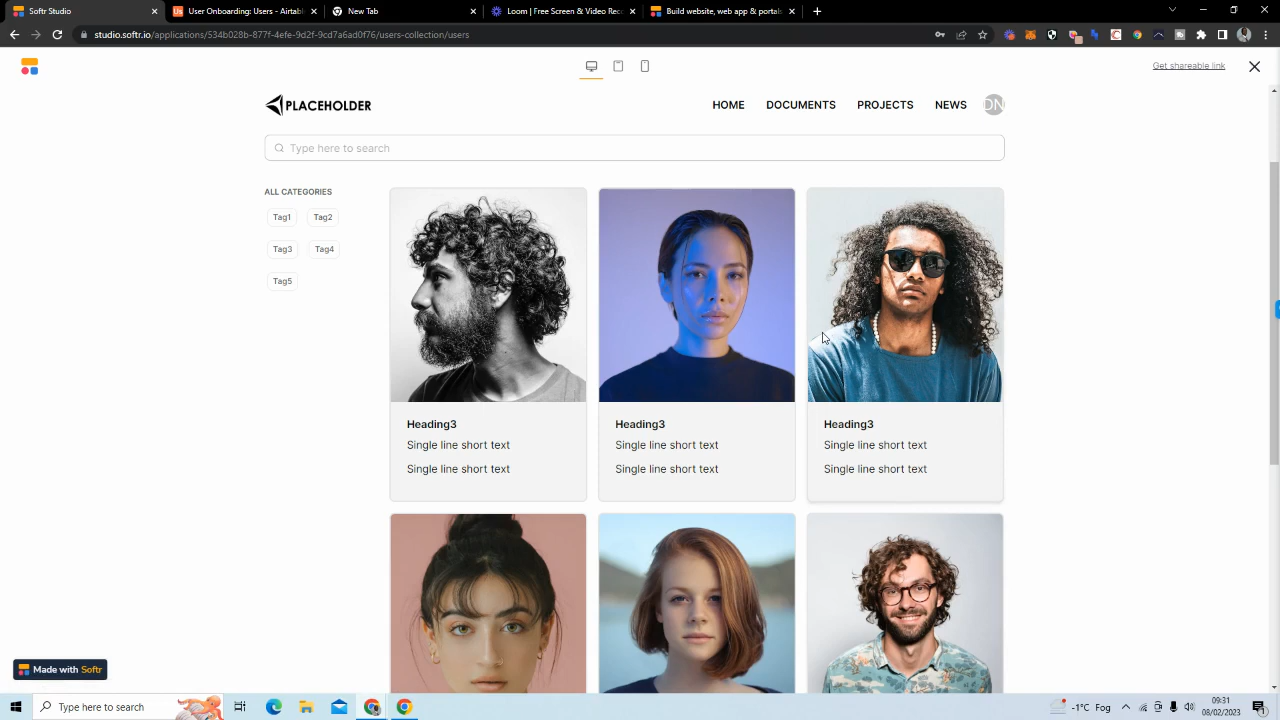 Softr Studio
User Onboarding: Users - Airtabl
New Tab
Loom | Free Screen & Video Reco
Build website, web app & portals
studio.softr.io/applications/534b028b-877f-4efe-9d2f-9cd7a6ad0f76/users-collection/users
Get shareable link
PLACEHOLDER
HOME
DOCUMENTS
PROJECTS
NEWS
DN
Type here to search
ALL CATEGORIES
Tag1
Tag2
Tag3
Tag4
Tag5
Heading3
Single line short text
Single line short text
Heading3
Single line short text
Single line short text
Heading3
Single line short text
Single line short text
Made with Softr
Type here to search
-1°C Fog
09:31
08/02/2023